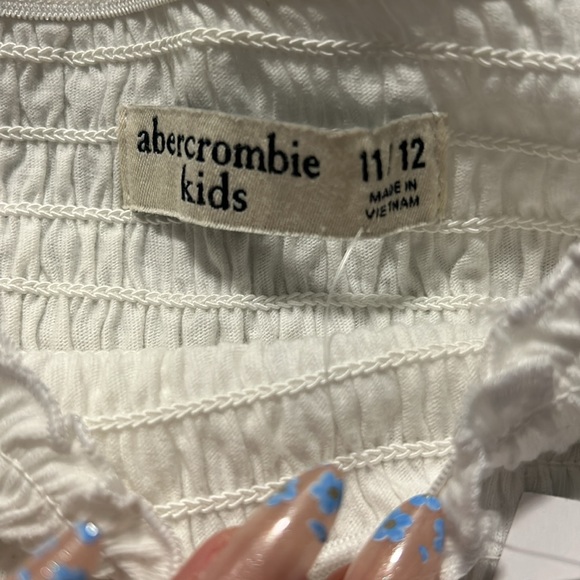 abercrombie
kids
11/12
MADE IN
VIETNAM